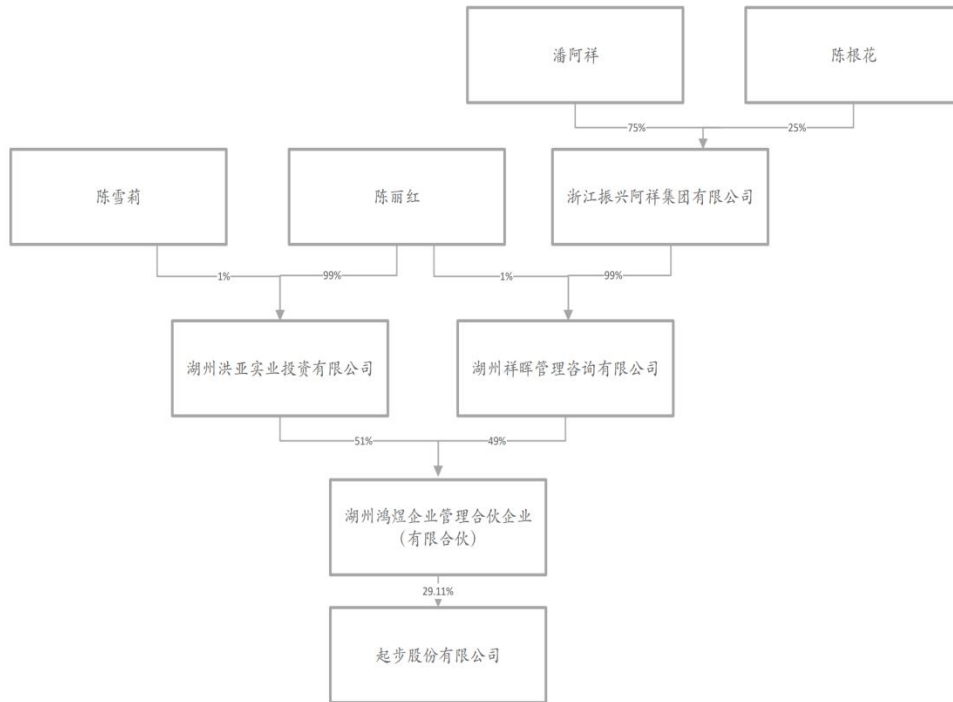 潘阿祥
陈根花
75%
25%
陈雪莉
陈丽红
浙江振兴阿祥集团有限公司
1%
99%
1%
99%
湖州洪亚实业投资有限公司
湖州祥晖管理咨询有限公司
51%
49%
湖州鸿煜企业管理合伙企业
(有限合伙)
29.11%
起步股份有限公司